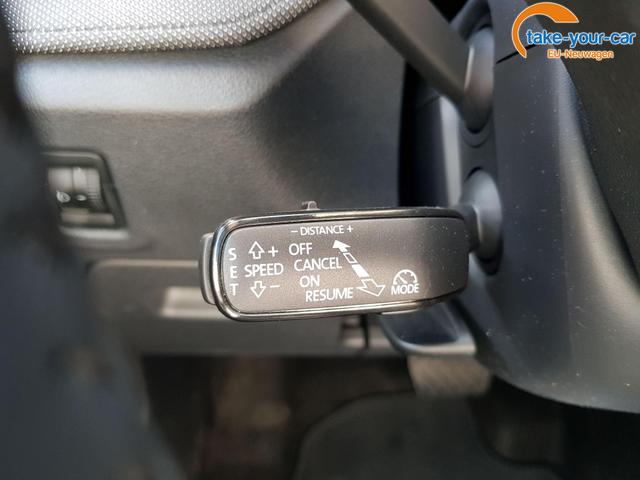 take-your-car
EU-Neuwagen
− DISTANCE +
S + OFF
E SPEED CANCEL
T − ON
RESUME
MODE